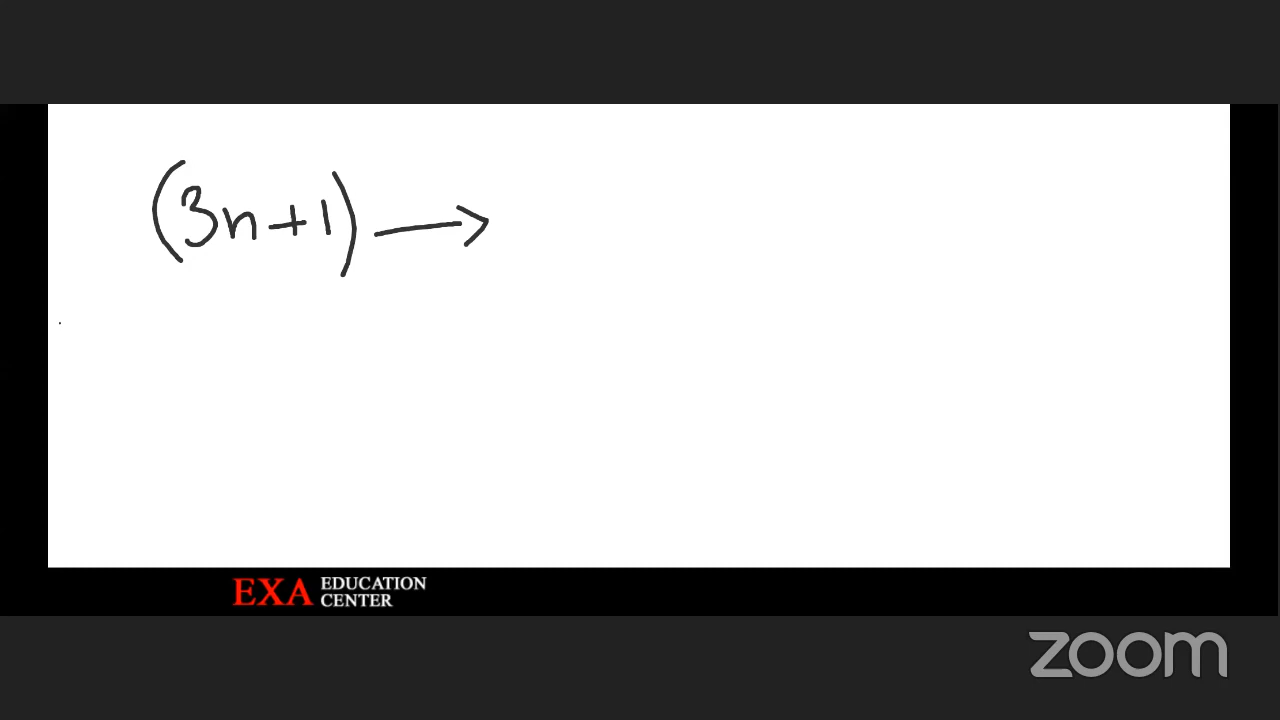 (3n+1) →
EXA EDUCATION
CENTER
zoom